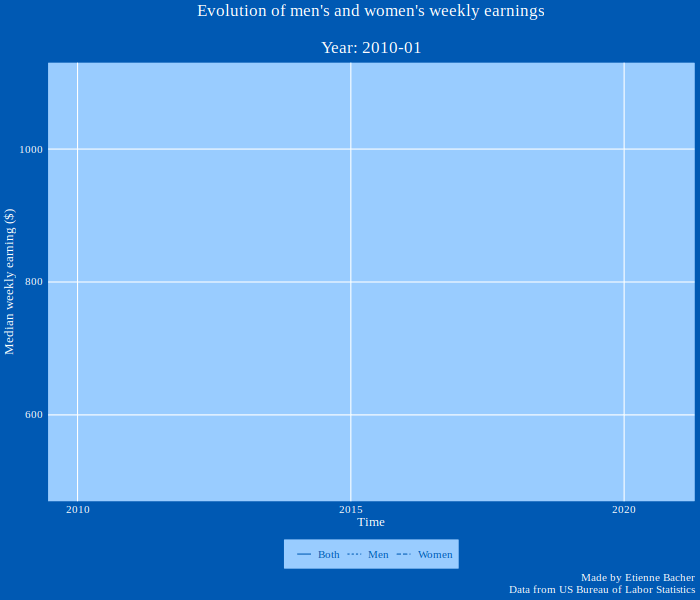 Evolution of men's and women's weekly earnings
Year: 2010-01
Median weekly earning ($)
1000
800
600
2010 2015 2020
Time
Both Men Women
Made by Etienne Bacher
Data from US Bureau of Labor Statistics